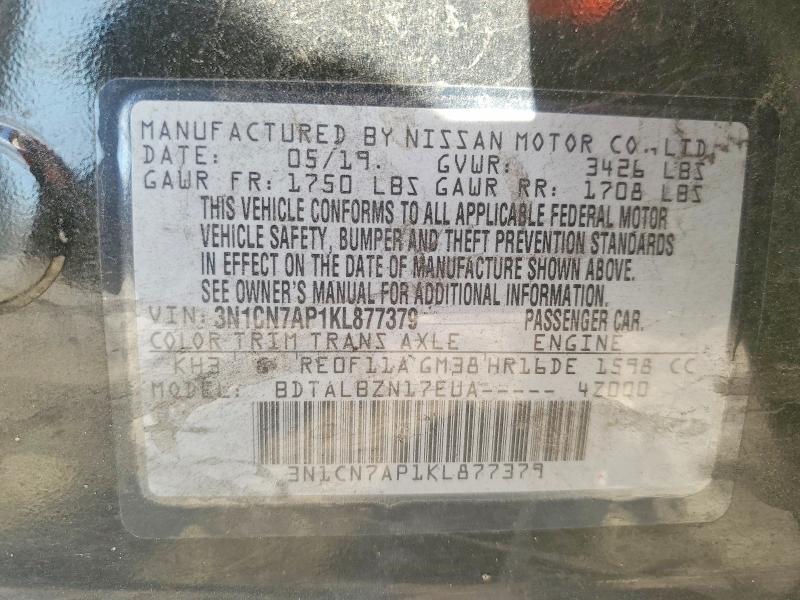 MANUFACTURED BY NISSAN MOTOR CO., LTD.
DATE: 05/19. GVWR: 3426 LBS
GAWR FR: 1750 LBS GAWR RR: 1708 LBS
THIS VEHICLE CONFORMS TO ALL APPLICABLE FEDERAL MOTOR
VEHICLE SAFETY, BUMPER AND THEFT PREVENTION STANDARDS
IN EFFECT ON THE DATE OF MANUFACTURE SHOWN ABOVE.
SEE OWNER'S MANUAL FOR ADDITIONAL INFORMATION.
VIN: 3N1CN7AP1KL877379 PASSENGER CAR.
COLOR TRIM TRANS AXLE ENGINE
KH3 G RE0F11A GM38 HR16DE 1598 CC
MODEL: BDTALBZN17EUA----- 4Z000
3N1CN7AP1KL877379